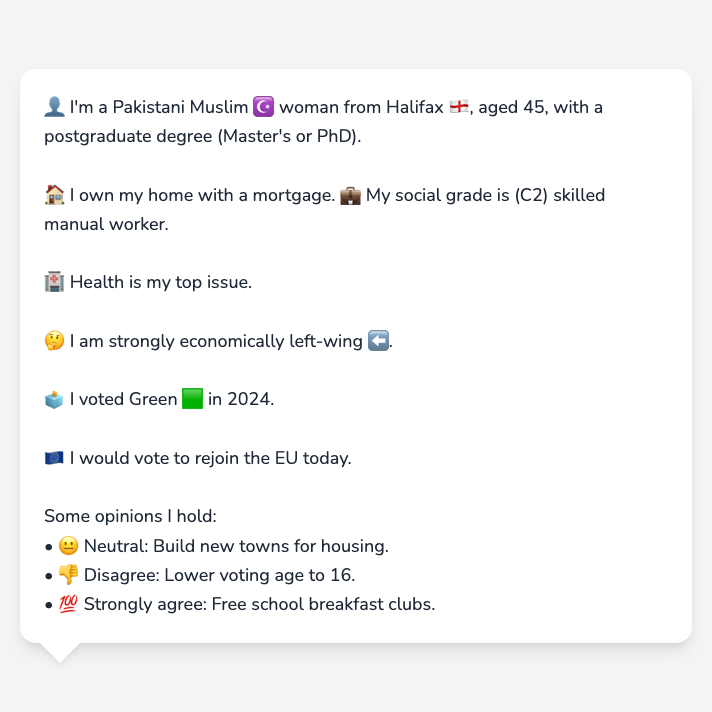 👤 I'm a Pakistani Muslim ☪️ woman from Halifax 🏴󠁧󠁢󠁥󠁮󠁧󠁿, aged 45, with a
postgraduate degree (Master's or PhD).
🏠 I own my home with a mortgage. 💼 My social grade is (C2) skilled
manual worker.
🏥 Health is my top issue.
🤔 I am strongly economically left-wing ⬅️.
🗳️ I voted Green 🟩 in 2024.
🇪🇺 I would vote to rejoin the EU today.
Some opinions I hold:
• 😐 Neutral: Build new towns for housing.
• 👎 Disagree: Lower voting age to 16.
• 💯 Strongly agree: Free school breakfast clubs.